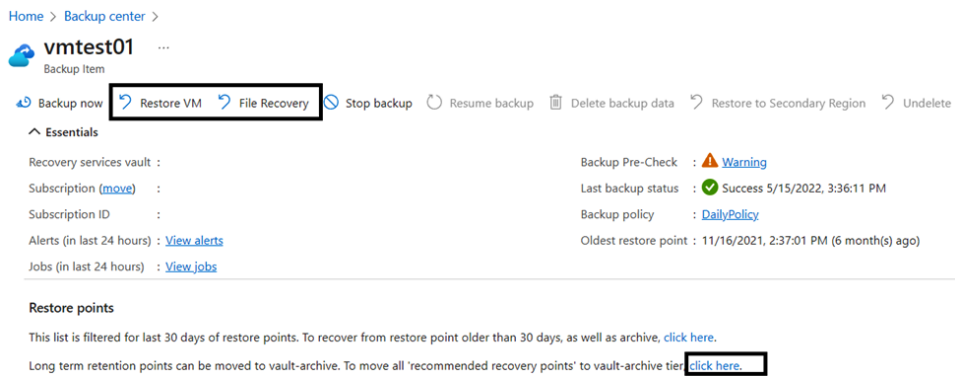 Home > Backup center >
vmtest01 ...
Backup Item
Backup now Restore VM File Recovery Stop backup Resume backup Delete backup data Restore to Secondary Region Undelete
Essentials
Recovery services vault : Backup Pre-Check : Warning
Subscription (move) : Last backup status : Success 5/15/2022, 3:36:11 PM
Subscription ID : Backup policy : DailyPolicy
Alerts (in last 24 hours) : View alerts Oldest restore point : 11/16/2021, 2:37:01 PM (6 month(s) ago)
Jobs (in last 24 hours) : View jobs
Restore points
This list is filtered for last 30 days of restore points. To recover from restore point older than 30 days, as well as archive, click here.
Long term retention points can be moved to vault-archive. To move all 'recommended recovery points' to vault-archive tier, click here.